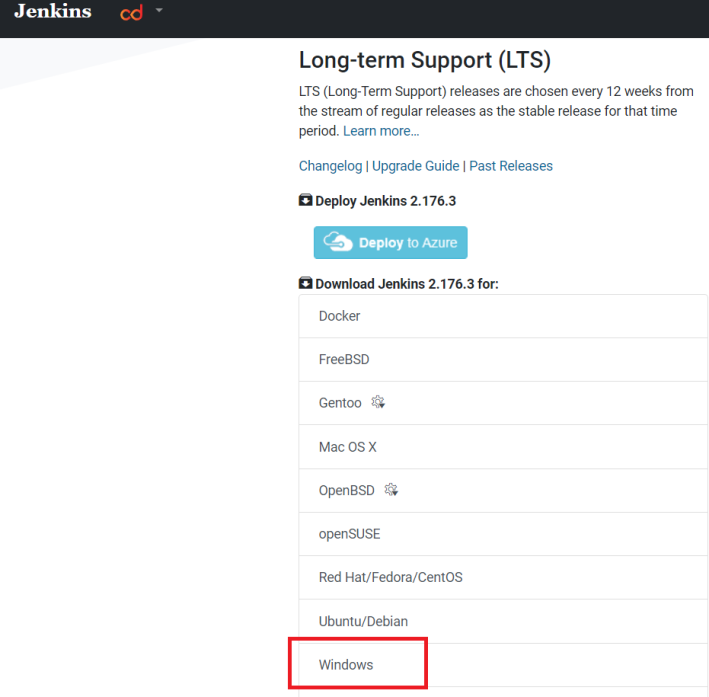 Jenkins cd
Long-term Support (LTS)
LTS (Long-Term Support) releases are chosen every 12 weeks from
the stream of regular releases as the stable release for that time
period. Learn more...
Changelog | Upgrade Guide | Past Releases
Deploy Jenkins 2.176.3
Deploy to Azure
Download Jenkins 2.176.3 for:
Docker
FreeBSD
Gentoo
Mac OS X
OpenBSD
openSUSE
Red Hat/Fedora/CentOS
Ubuntu/Debian
Windows